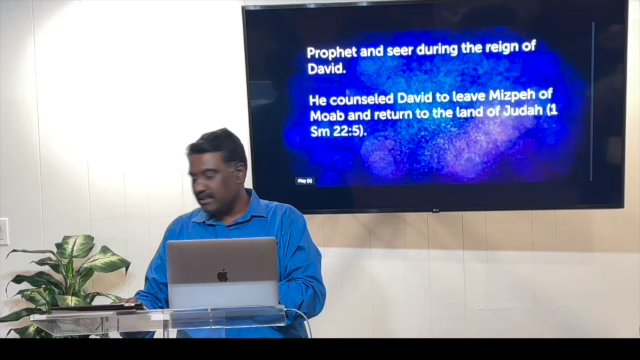 Prophet and seer during the reign of
David.
He counseled David to leave Mizpeh of
Moab and return to the land of Judah (1
Sm 22:5).